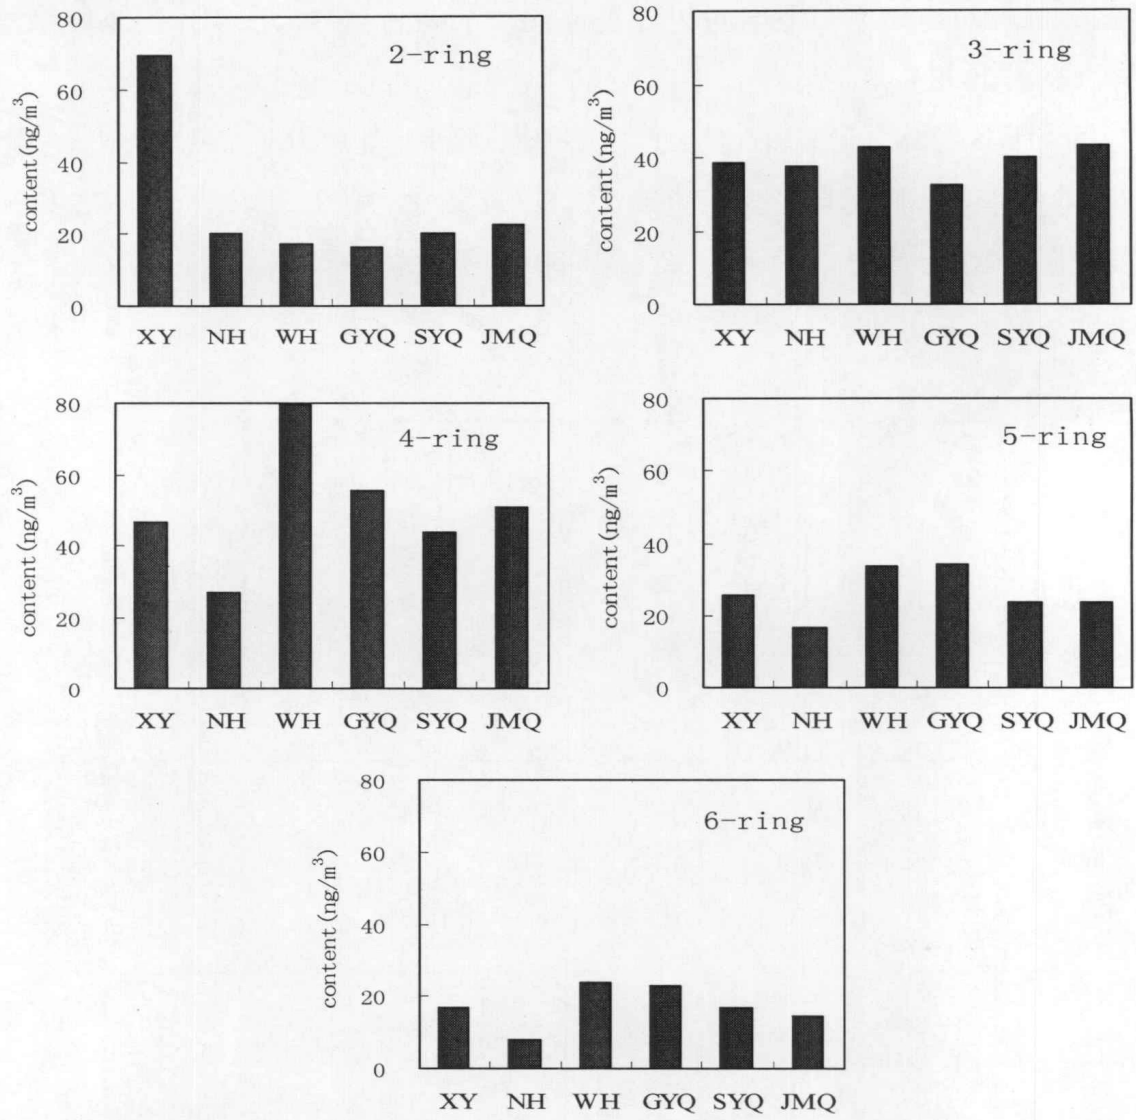 2-ring
content(ng/m³)
80
60
40
20
0
XY NH WH GYQ SYQ JMQ
3-ring
content(ng/m³)
80
60
40
20
0
XY NH WH GYQ SYQ JMQ
4-ring
content(ng/m³)
80
60
40
20
0
XY NH WH GYQ SYQ JMQ
5-ring
content(ng/m³)
80
60
40
20
0
XY NH WH GYQ SYQ JMQ
6-ring
content(ng/m³)
80
60
40
20
0
XY NH WH GYQ SYQ JMQ